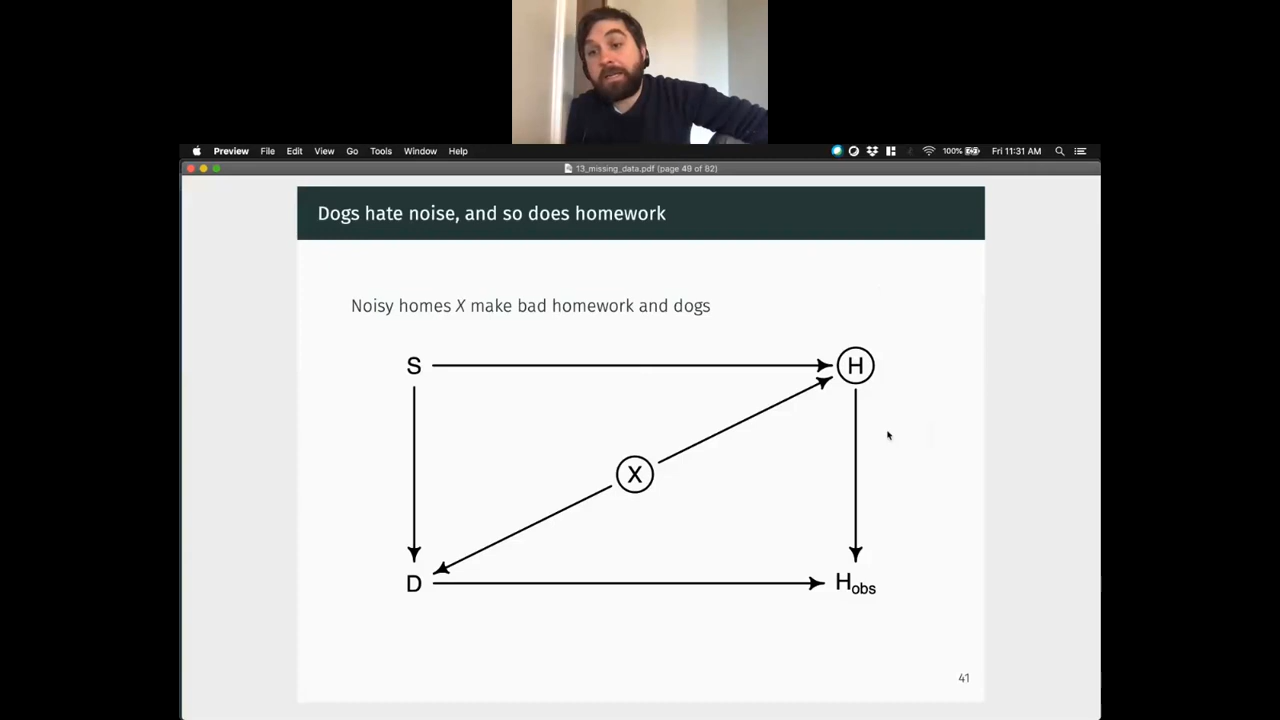 Preview File Edit View Go Tools Window Help 100% Fri 11:31 AM
13_missing_data.pdf (page 49 of 82)
Dogs hate noise, and so does homework
Noisy homes X make bad homework and dogs
S H
X
D Hobs
41